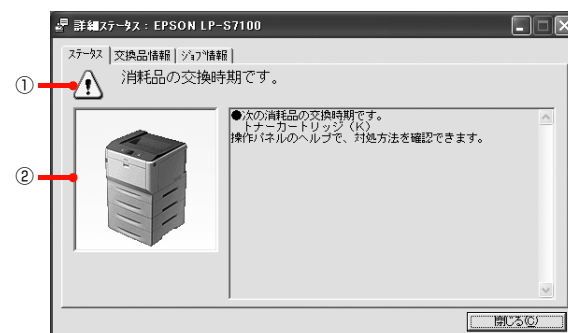 詳細ステータス : EPSON LP-S7100
ステータス 交換品情報 ジョブ情報
① 消耗品の交換時期です。
●次の消耗品の交換時期です。
トナーカートリッジ（K）
操作パネルのヘルプで、対処方法を確認できます。
②
閉じる(C)